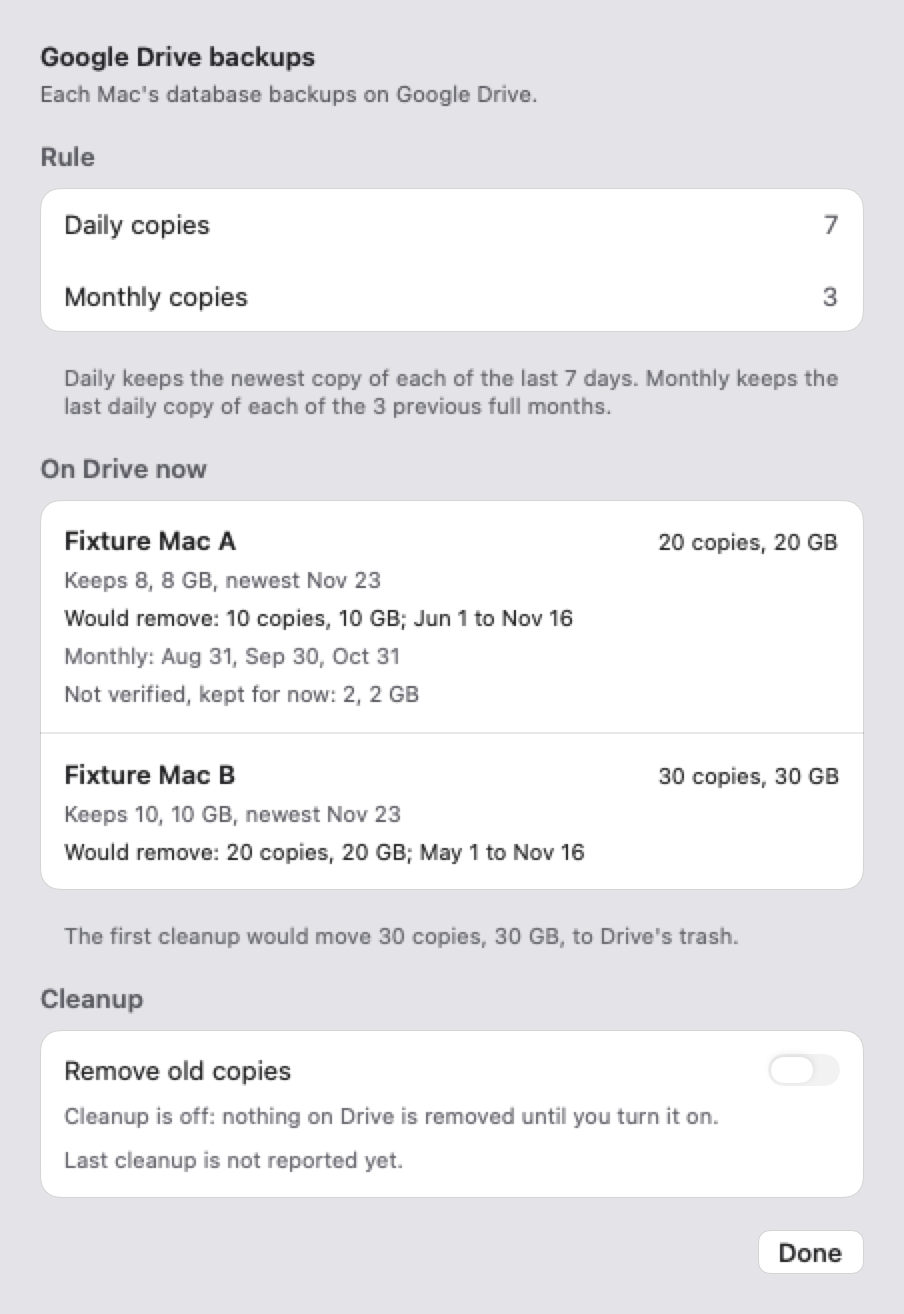 Google Drive backups
Each Mac's database backups on Google Drive.
Rule
Daily copies 7
Monthly copies 3
Daily keeps the newest copy of each of the last 7 days. Monthly keeps the
last daily copy of each of the 3 previous full months.
On Drive now
Fixture Mac A 20 copies, 20 GB
Keeps 8, 8 GB, newest Nov 23
Would remove: 10 copies, 10 GB; Jun 1 to Nov 16
Monthly: Aug 31, Sep 30, Oct 31
Not verified, kept for now: 2, 2 GB
Fixture Mac B 30 copies, 30 GB
Keeps 10, 10 GB, newest Nov 23
Would remove: 20 copies, 20 GB; May 1 to Nov 16
The first cleanup would move 30 copies, 30 GB, to Drive's trash.
Cleanup
Remove old copies
Cleanup is off: nothing on Drive is removed until you turn it on.
Last cleanup is not reported yet.
Done